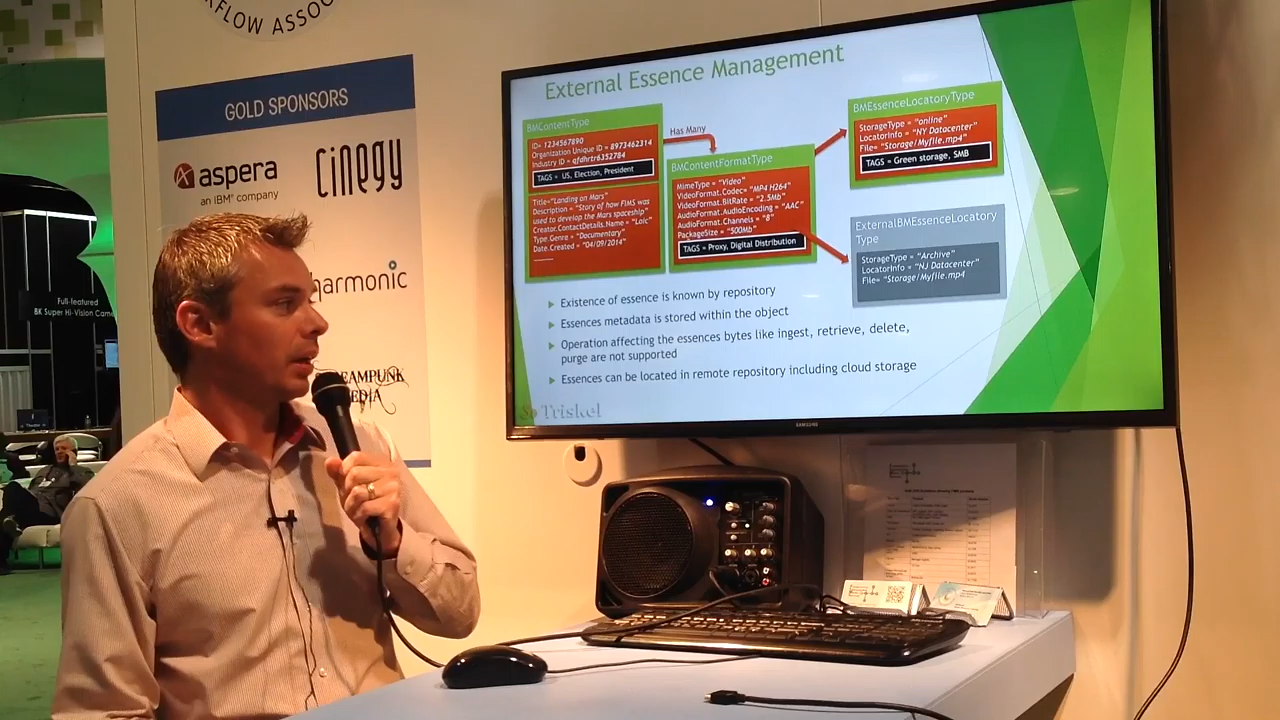 FLOW ASSOC
GOLD SPONSORS
aspera
an IBM company
cinegy
harmonic
EAMPUNK
EDIA
Full-featured
8K Super Hi-Vision Came
External Essence Management
BMContentType
ID= 1234567890
Organization Unique ID = 8973462314
Industry ID = qfdhrtr6352784
TAGS = US, Election, President
Title="Landing on Mars"
Description = "Story of how FIMS was
used to develop the Mars spaceship"
Creator.ContactDetails.Name = "Loic"
Type.Genre = "Documentary"
Date.Created = "04/09/2014"
Has Many
BMContentFormatType
MimeType = "Video"
VideoFormat.Codec= "MP4 H264"
VideoFormat.BitRate = "2.5Mb"
AudioFormat.AudioEncoding = "AAC"
AudioFormat.Channels = "8"
PackageSize = "500Mb"
TAGS = Proxy, Digital Distribution
BMEssenceLocatoryType
StorageType = "online"
LocatorInfo = "NY Datacenter"
File= "Storage/Myfile.mp4"
TAGS = Green storage, SMB
ExternalBMEssenceLocatory
Type
StorageType = "Archive"
LocatorInfo = "NJ Datacenter"
File= "Storage/Myfile.mp4
Existence of essence is known by repository
Essences metadata is stored within the object
Operation affecting the essences bytes like ingest, retrieve, delete,
purge are not supported
Essences can be located in remote repository including cloud storage
Triskel
SAMSUNG